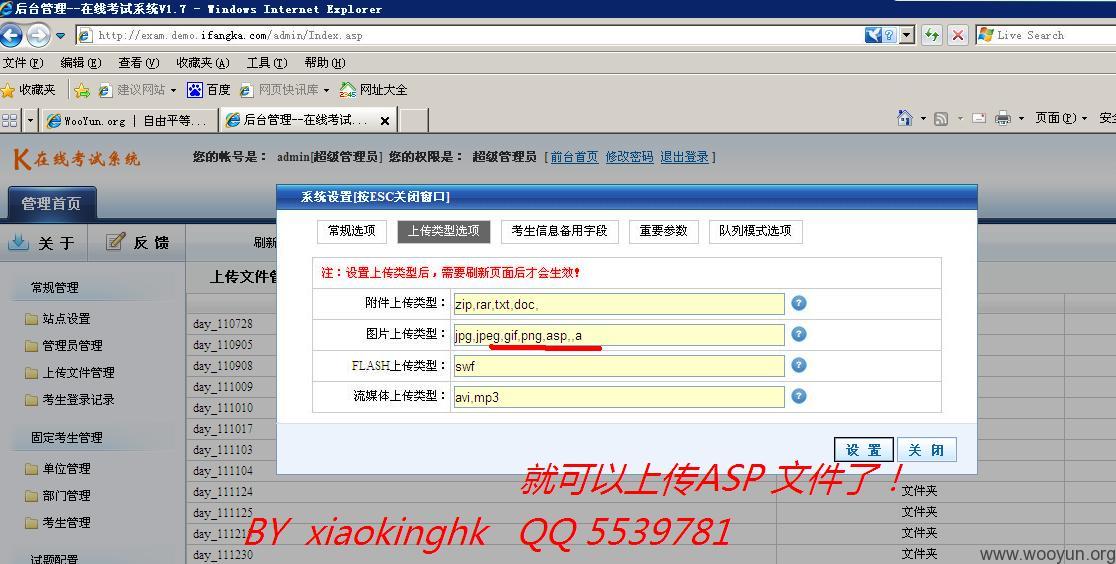 后台管理--在线考试系统V1.7 - Windows Internet Explorer
http://exam.demo.ifangka.com/admin/Index.asp
Live Search
文件(F) 编辑(E) 查看(V) 收藏夹(A) 工具(T) 帮助(H)
收藏夹 建议网站 百度 网页快讯库 网址大全
WooYun.org | 自由平等... 后台管理--在线考试... 页面(P) 安全
K在线考试系统 您的帐号是： admin[超级管理员] 您的权限是： 超级管理员 [前台首页 修改密码 退出登录]
管理首页
关于 反馈 刷新
系统设置[按ESC关闭窗口]
常规选项 上传类型选项 考生信息备用字段 重要参数 队列模式选项
注：设置上传类型后，需要刷新页面后才会生效！
附件上传类型： zip,rar,txt,doc,
图片上传类型： jpg,jpeg,gif,png,asp,,a
FLASH上传类型： swf
流媒体上传类型： avi,mp3
设 置 关 闭
上传文件管
常规管理
站点设置
管理员管理
上传文件管理
考生登录记录
固定考生管理
单位管理
部门管理
考生管理
试题配置
day_110728
day_110905
day_110908
day_111009
day_111010
day_111017
day_111103
day_111104
day_111124 文件夹
day_111125 文件夹
文件夹
day_111230 文件夹
就可以上传ASP 文件了！
BY xiaokinghk QQ 5539781
www.wooyun.org